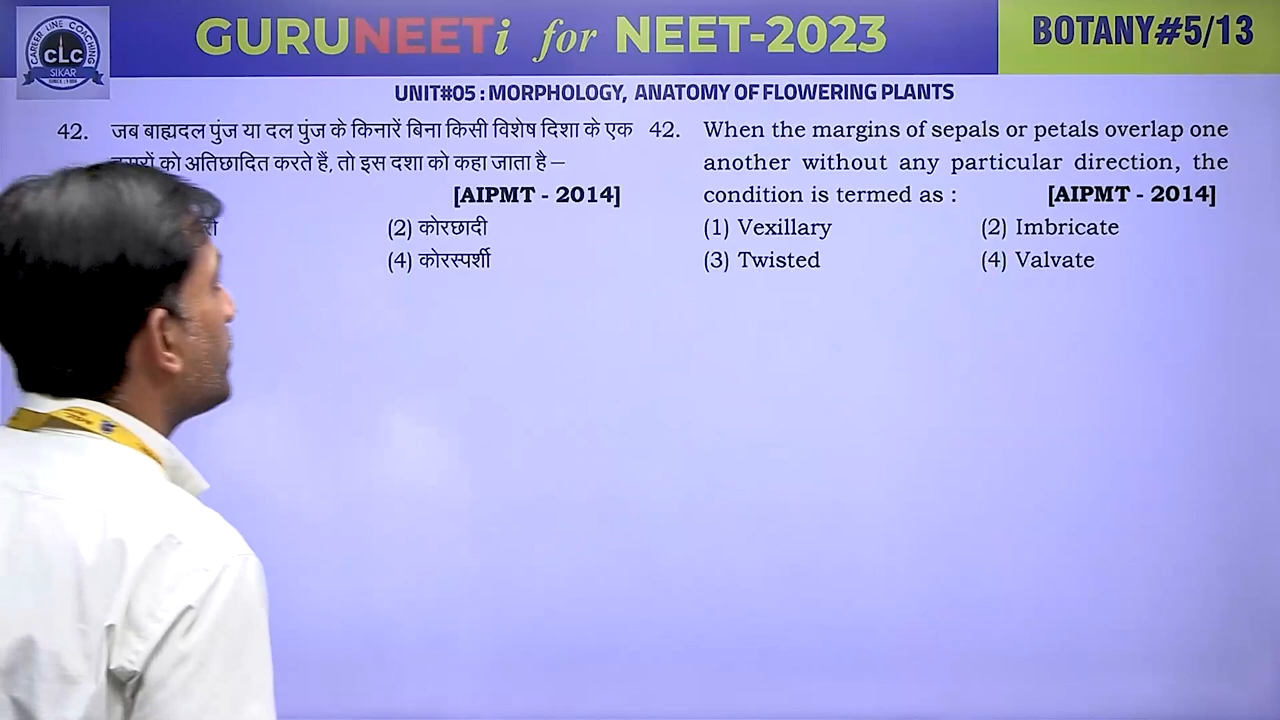 GURUNEETi for NEET-2023
BOTANY#5/13
CAREER LINE COACHING
CLC
SIKAR
UNIT#05 : MORPHOLOGY, ANATOMY OF FLOWERING PLANTS
42. जब बाह्यदल पुंज या दल पुंज के किनारें बिना किसी विशेष दिशा के एक
को अतिछादित करते हैं, तो इस दशा को कहा जाता है –
[AIPMT - 2014]
(2) कोरछादी
(4) कोरस्पर्शी
42. When the margins of sepals or petals overlap one
another without any particular direction, the
condition is termed as : [AIPMT - 2014]
(1) Vexillary (2) Imbricate
(3) Twisted (4) Valvate